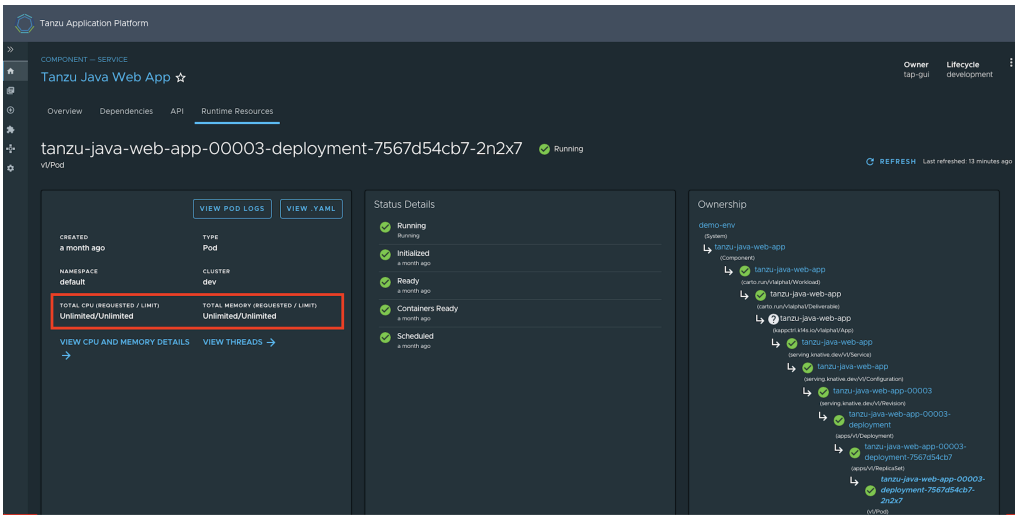 Tanzu Application Platform
COMPONENT — SERVICE
Tanzu Java Web App
Owner
tap-gui
Lifecycle
development
Overview
Dependencies
API
Runtime Resources
tanzu-java-web-app-00003-deployment-7567d54cb7-2n2x7
Running
v1/Pod
REFRESH
Last refreshed: 13 minutes ago
VIEW POD LOGS
VIEW .YAML
CREATED
a month ago
TYPE
Pod
NAMESPACE
default
CLUSTER
dev
TOTAL CPU (REQUESTED / LIMIT)
Unlimited/Unlimited
TOTAL MEMORY (REQUESTED / LIMIT)
Unlimited/Unlimited
VIEW CPU AND MEMORY DETAILS
VIEW THREADS
Status Details
Running
Running
Initialized
a month ago
Ready
a month ago
Containers Ready
a month ago
Scheduled
a month ago
Ownership
demo-env
(System)
tanzu-java-web-app
(Component)
tanzu-java-web-app
(carto.run/v1alpha1/Workload)
tanzu-java-web-app
(carto.run/v1alpha1/Deliverable)
tanzu-java-web-app
(kappctrl.k14s.io/v1alpha1/App)
tanzu-java-web-app
(serving.knative.dev/v1/Service)
tanzu-java-web-app
(serving.knative.dev/v1/Configuration)
tanzu-java-web-app-00003
(serving.knative.dev/v1/Revision)
tanzu-java-web-app-00003-
deployment
(apps/v1/Deployment)
tanzu-java-web-app-00003-
deployment-7567d54cb7
(apps/v1/ReplicaSet)
tanzu-java-web-app-00003-
deployment-7567d54cb7-
2n2x7
(v1/Pod)